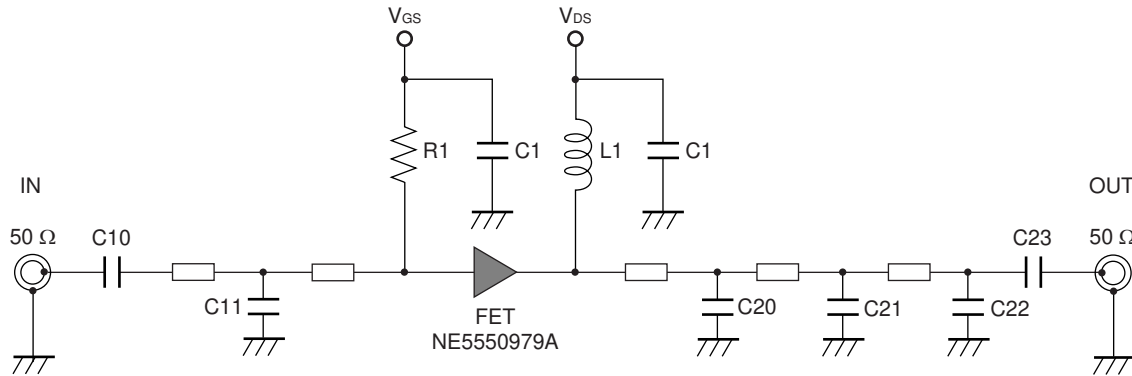 VGS
VDS
R1
C1
L1
C1
IN
OUT
50 Ω
C10
C23
50 Ω
C11
C20
C21
C22
FET
NE5550979A